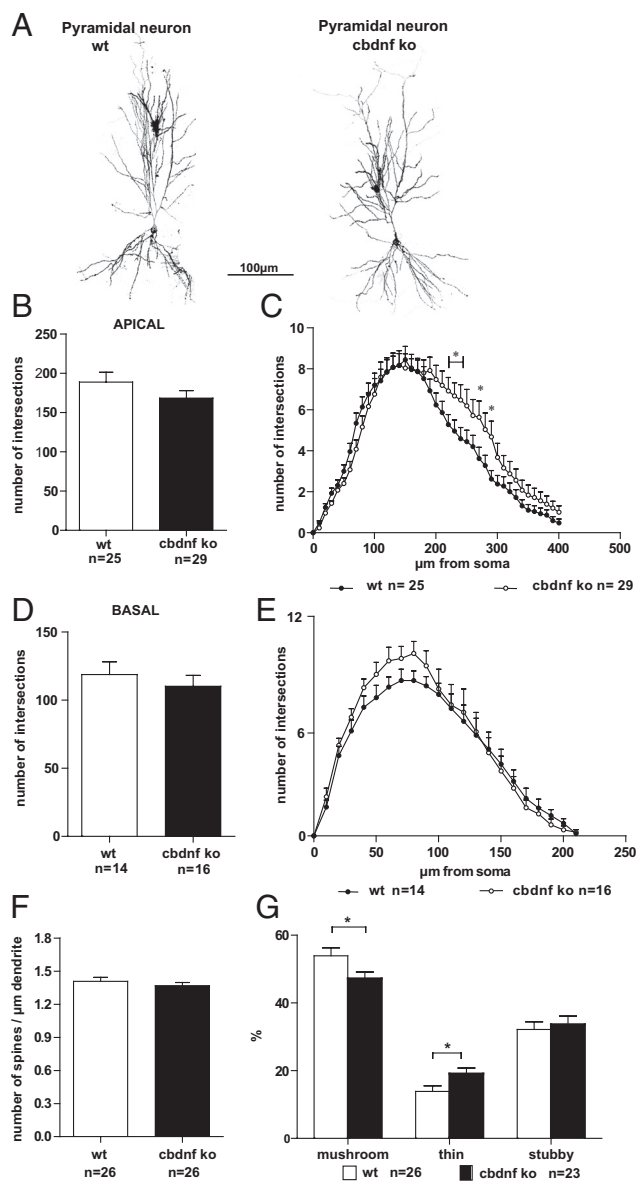 A
Pyramidal neuron
wt
Pyramidal neuron
cbdnf ko
100µm
B
APICAL
number of intersections
250
200
150
100
50
0
wt
n=25
cbdnf ko
n=29
C
number of intersections
10
8
6
4
2
0
*
*
*
0
100
200
300
400
500
µm from soma
wt n= 25
cbdnf ko n= 29
D
BASAL
number of intersections
150
100
50
0
wt
n=14
cbdnf ko
n=16
E
number of intersections
12
6
0
0
50
100
150
200
250
µm from soma
wt n=14
cbdnf ko n=16
F
number of spines / µm dendrite
1.8
1.5
1.2
0.9
0.6
0.3
0.0
wt
n=26
cbdnf ko
n=26
G
%
60
40
20
0
*
*
mushroom
thin
stubby
wt n=26
cbdnf ko n=23